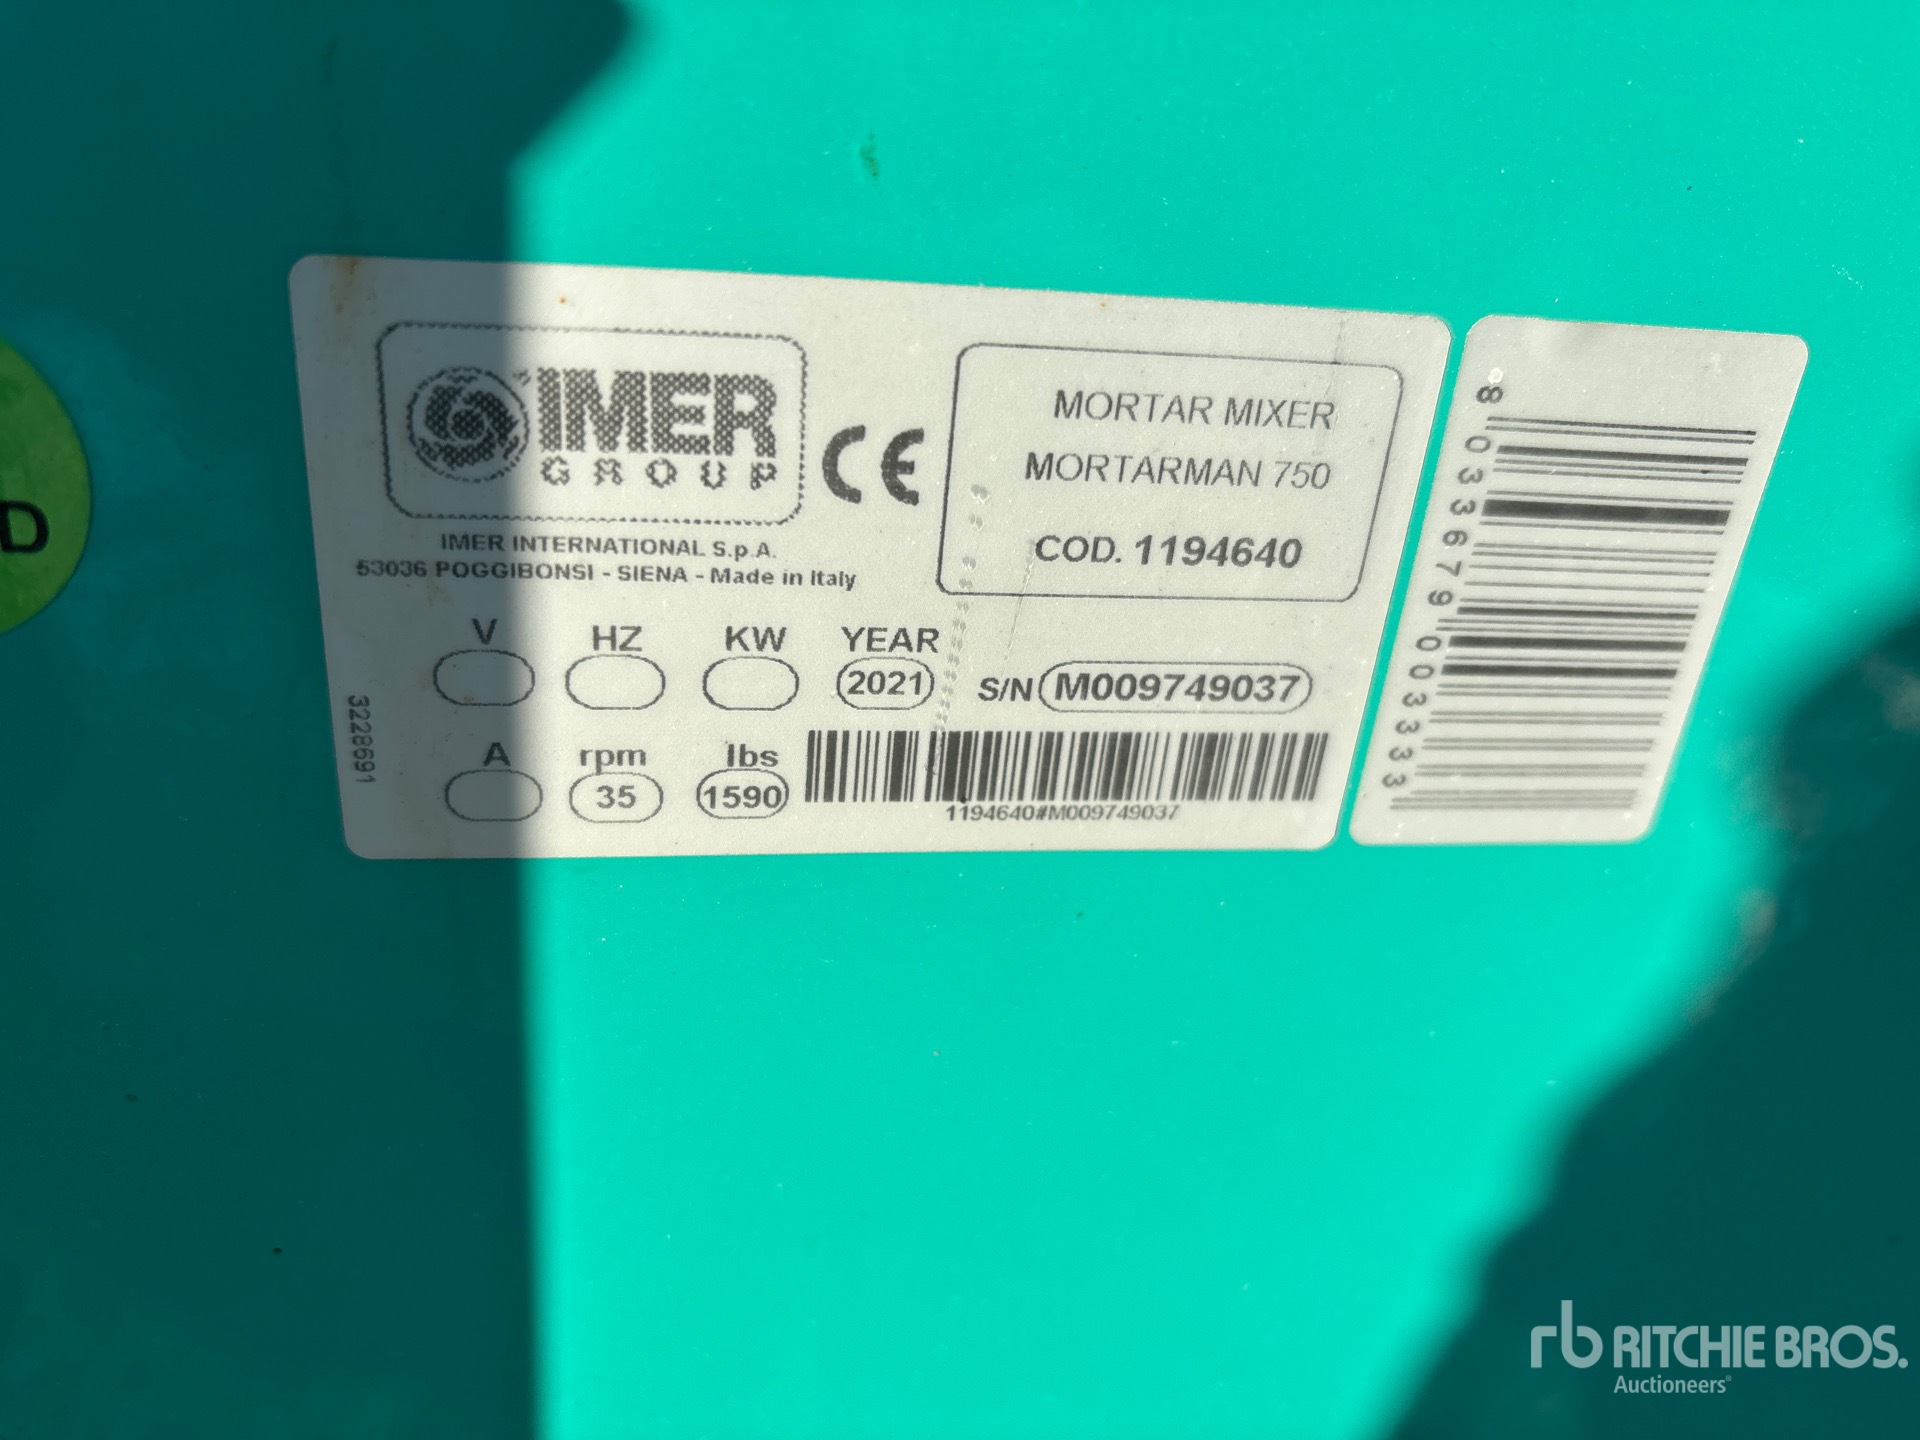 D
IMER
GROUP
CE
IMER INTERNATIONAL S.p.A.
53036 POGGIBONSI - SIENA - Made in Italy
MORTAR MIXER
MORTARMAN 750
COD. 1194640
V
HZ
KW
YEAR
2021
S/N M009749037
A
rpm
35
lbs
1590
1194640#M009749037
3228691
8033679003333
rb RITCHIE BROS.
Auctioneers®